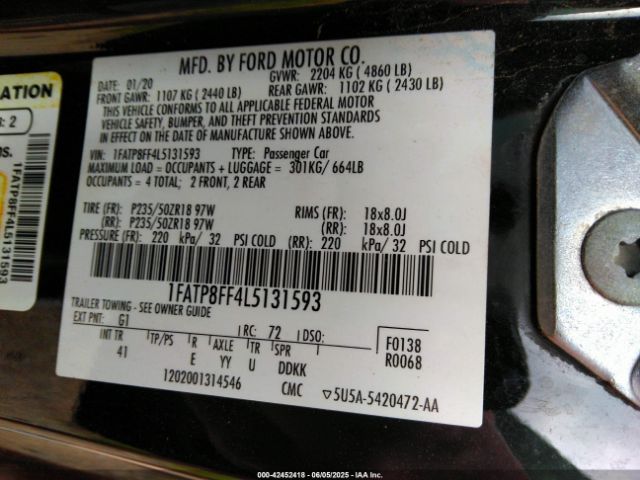 MFD. BY FORD MOTOR CO.
DATE: 01/20 GVWR: 2204 KG ( 4860 LB)
FRONT GAWR: 1107 KG ( 2440 LB) REAR GAWR: 1102 KG ( 2430 LB)
THIS VEHICLE CONFORMS TO ALL APPLICABLE FEDERAL MOTOR
VEHICLE SAFETY, BUMPER, AND THEFT PREVENTION STANDARDS
IN EFFECT ON THE DATE OF MANUFACTURE SHOWN ABOVE.
VIN: 1FATP8FF4L5131593 TYPE: Passenger Car
MAXIMUM LOAD = OCCUPANTS + LUGGAGE = 301KG/ 664LB
OCCUPANTS = 4 TOTAL; 2 FRONT, 2 REAR
TIRE (FR): P235/50ZR18 97W RIMS (FR): 18x8.0J
(RR): P235/50ZR18 97W (RR): 18x8.0J
PRESSURE (FR): 220 kPa/ 32 PSI COLD (RR): 220 kPa/ 32 PSI COLD
1FATP8FF4L5131593
TRAILER TOWING - SEE OWNER GUIDE
EXT PNT: G1 RC: 72 DSO: F0138
INT TR TP/PS R AXLE TR SPR R0068
41 E YY U DDKK
1202001314546 CMC ▽5U5A-5420472-AA
ATION
: 2
ns.
1FATP8FF4L5131593
000-42452418 - 06/05/2025 - IAA Inc.